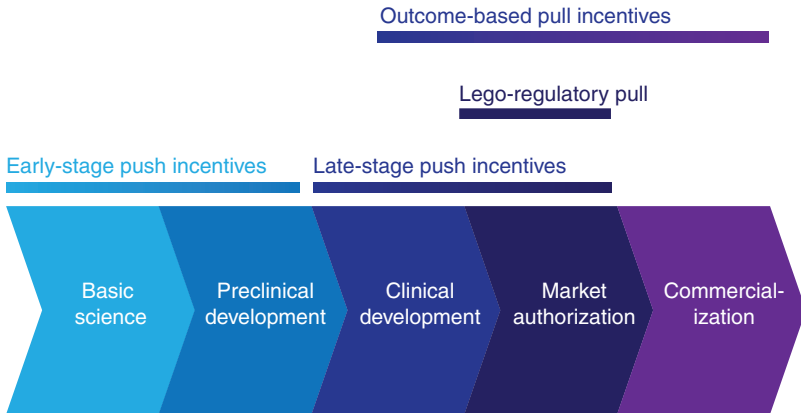 Outcome-based pull incentives
Lego-regulatory pull
Early-stage push incentives
Late-stage push incentives
Basic
science
Preclinical
development
Clinical
development
Market
authorization
Commercial-
ization